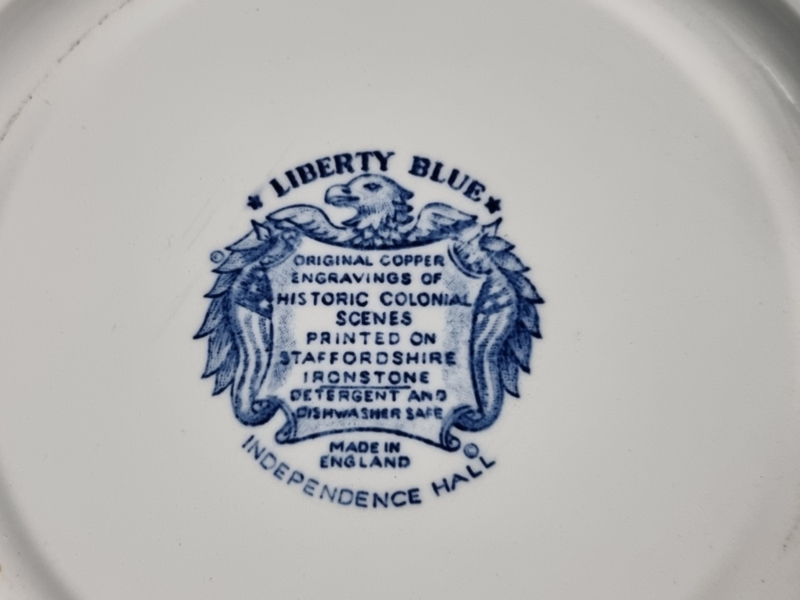 ★ LIBERTY BLUE ★
©
ORIGINAL COPPER
ENGRAVINGS OF
HISTORIC COLONIAL
SCENES
PRINTED ON
STAFFORDSHIRE
IRONSTONE
DETERGENT AND
DISHWASHER SAFE
MADE IN
ENGLAND
©
INDEPENDENCE HALL